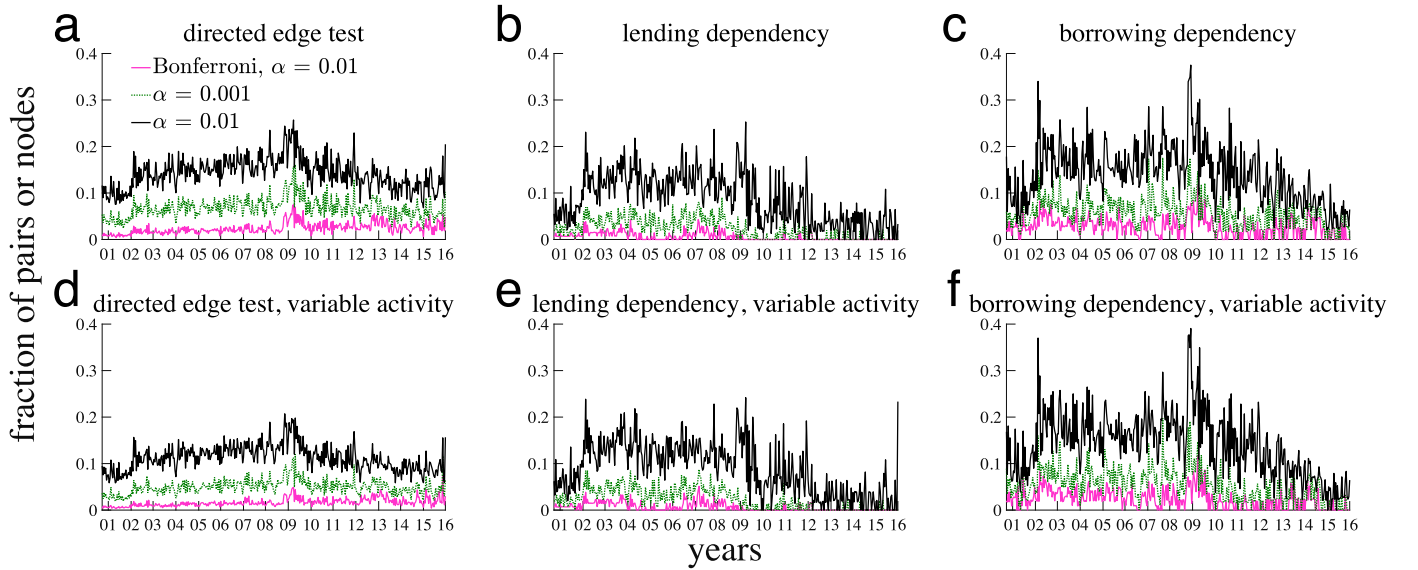 a
directed edge test
0.4
0.3
0.2
0.1
0
Bonferroni, α = 0.01
α = 0.001
α = 0.01
01 02 03 04 05 06 07 08 09 10 11 12 13 14 15 16
b
lending dependency
0.4
0.3
0.2
0.1
0
01 02 03 04 05 06 07 08 09 10 11 12 13 14 15 16
c
borrowing dependency
0.4
0.3
0.2
0.1
0
01 02 03 04 05 06 07 08 09 10 11 12 13 14 15 16
d
directed edge test, variable activity
0.4
0.3
0.2
0.1
0
01 02 03 04 05 06 07 08 09 10 11 12 13 14 15 16
e
lending dependency, variable activity
0.4
0.3
0.2
0.1
0
01 02 03 04 05 06 07 08 09 10 11 12 13 14 15 16
f
borrowing dependency, variable activity
0.4
0.3
0.2
0.1
0
01 02 03 04 05 06 07 08 09 10 11 12 13 14 15 16
fraction of pairs or nodes
years